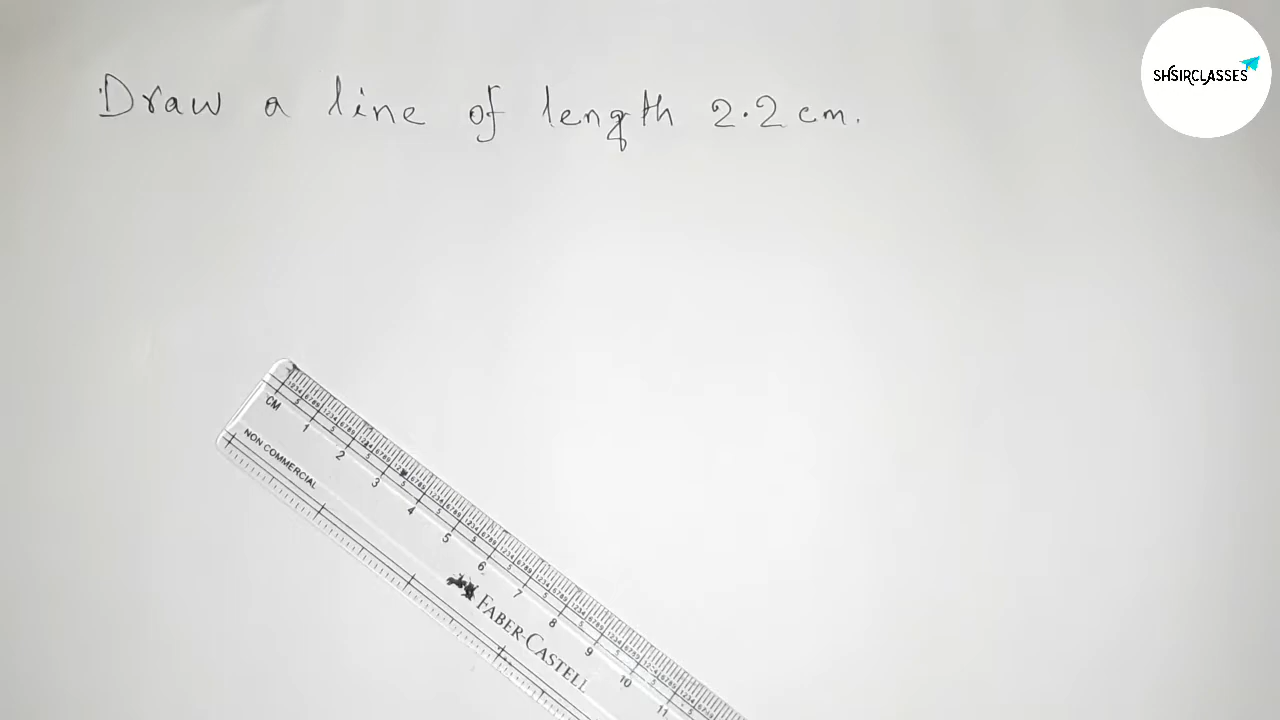 Draw a line of length 2.2 cm.
SHSIRCLASSES
CM 1 2 3 4 5 6 7 8 9 10 11
NON COMMERCIAL
FABER-CASTELL